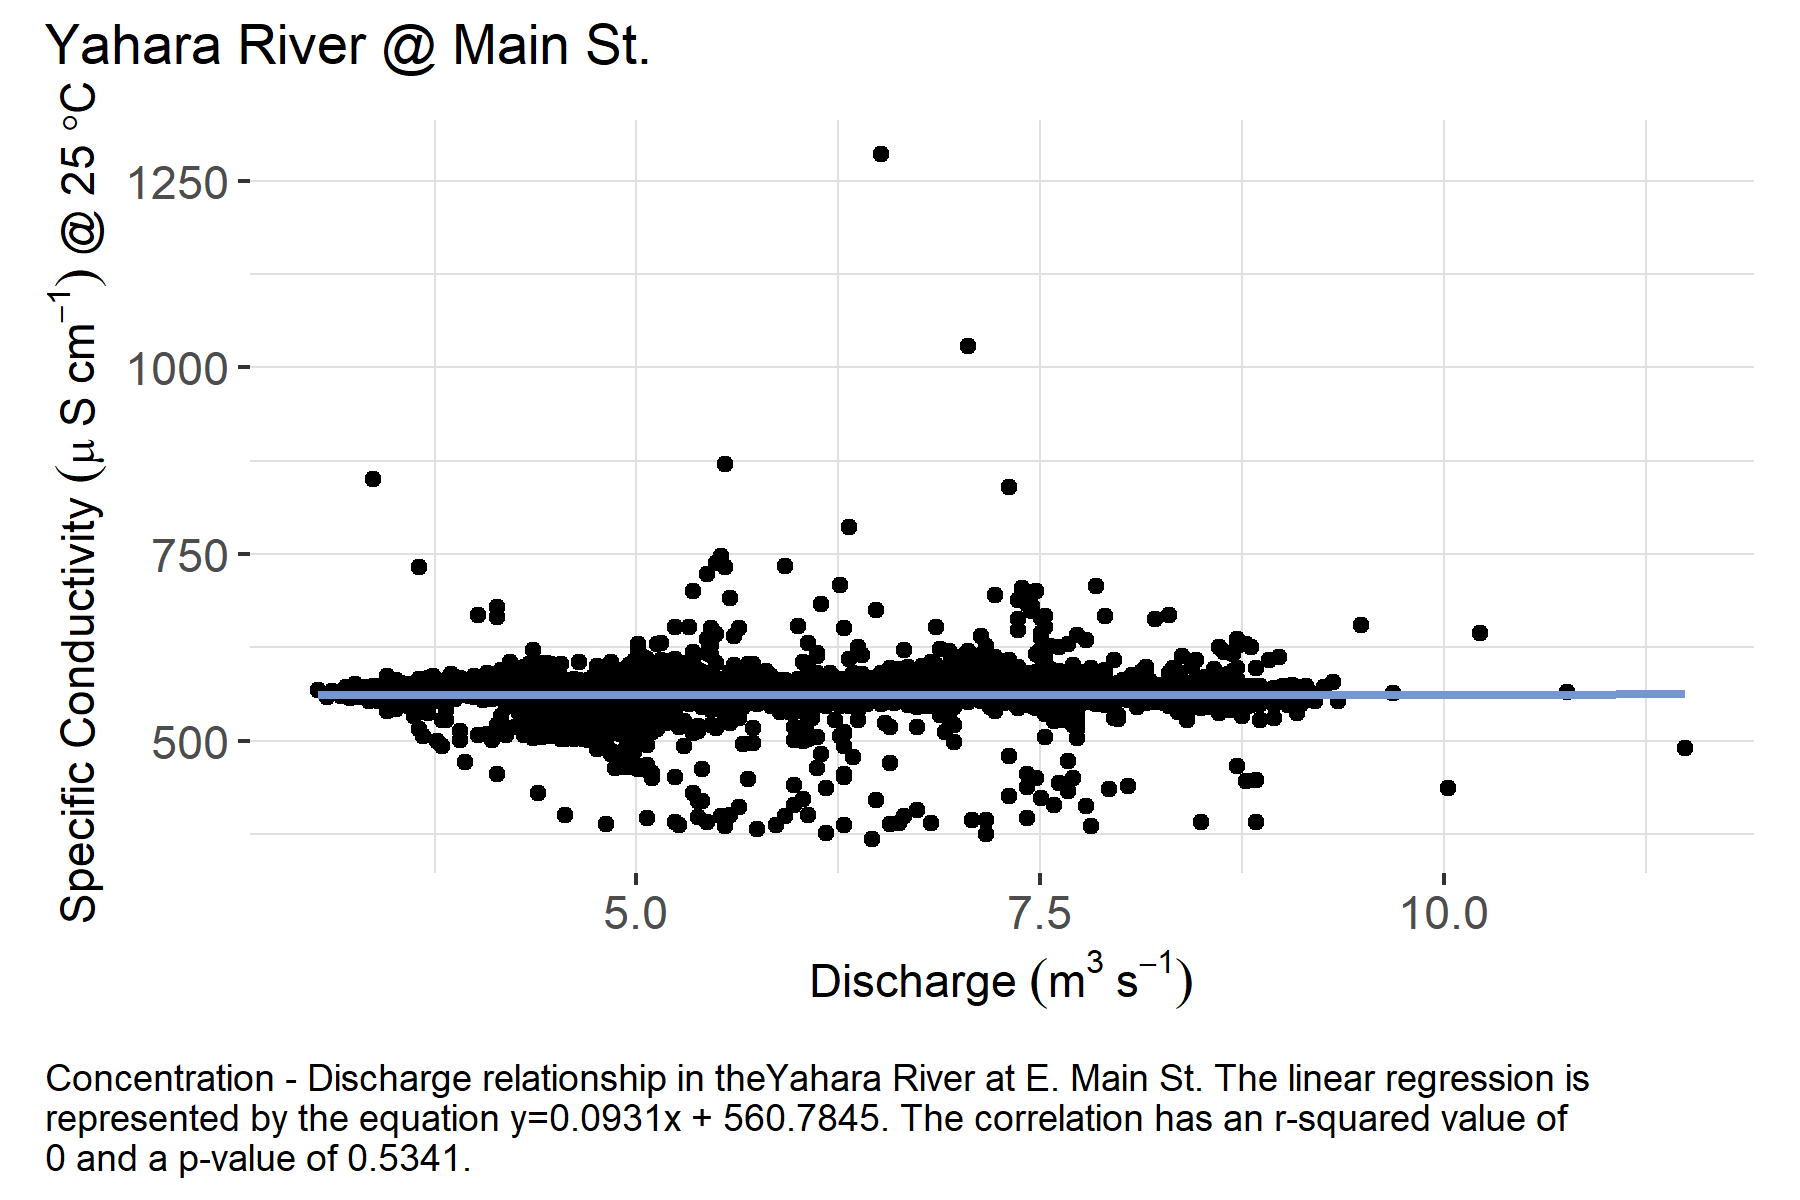 Yahara River @ Main St.
Specific Conductivity (μ S cm⁻¹) @ 25 °C
1250
1000
750
500
5.0 7.5 10.0
Discharge (m³ s⁻¹)
Concentration - Discharge relationship in theYahara River at E. Main St. The linear regression is
represented by the equation y=0.0931x + 560.7845. The correlation has an r-squared value of
0 and a p-value of 0.5341.